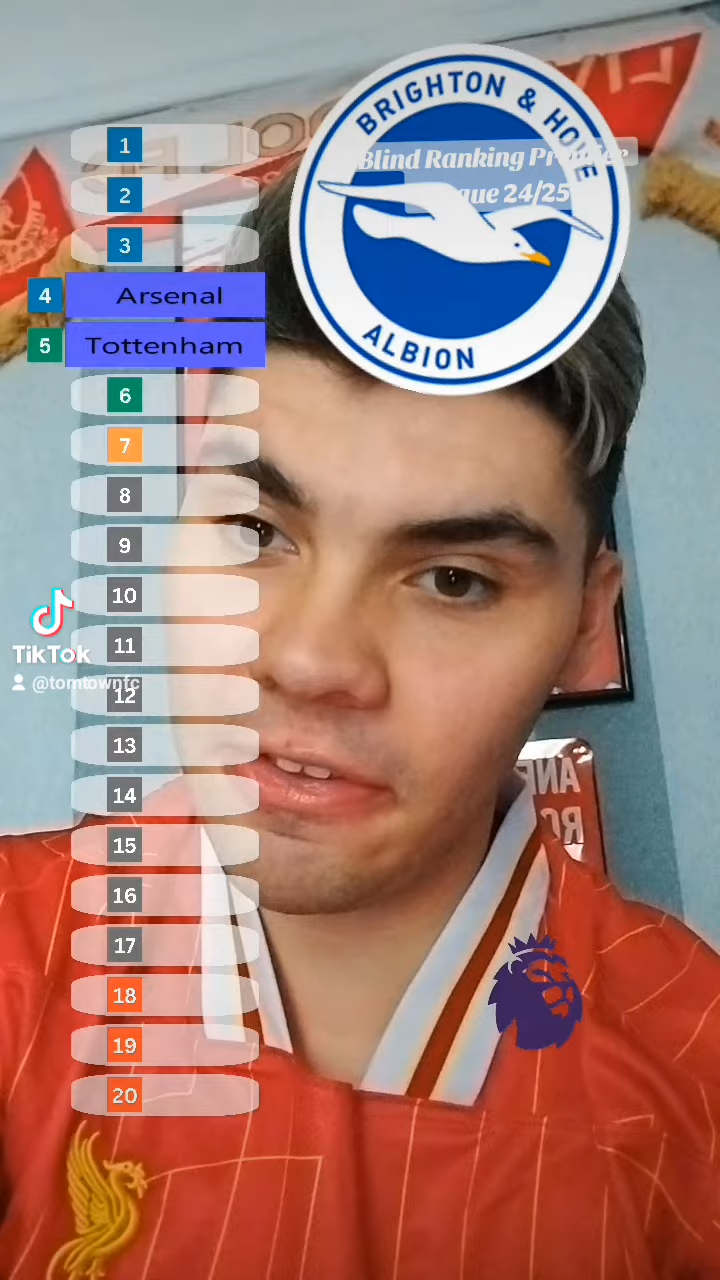 BRIGHTON & HOVE
ALBION
Blind Ranking Premier
League 24/25
1
2
3
4 Arsenal
5 Tottenham
6
7
8
9
10
11
12
13
14
15
16
17
18
19
20
TikTok
@tomtownfc